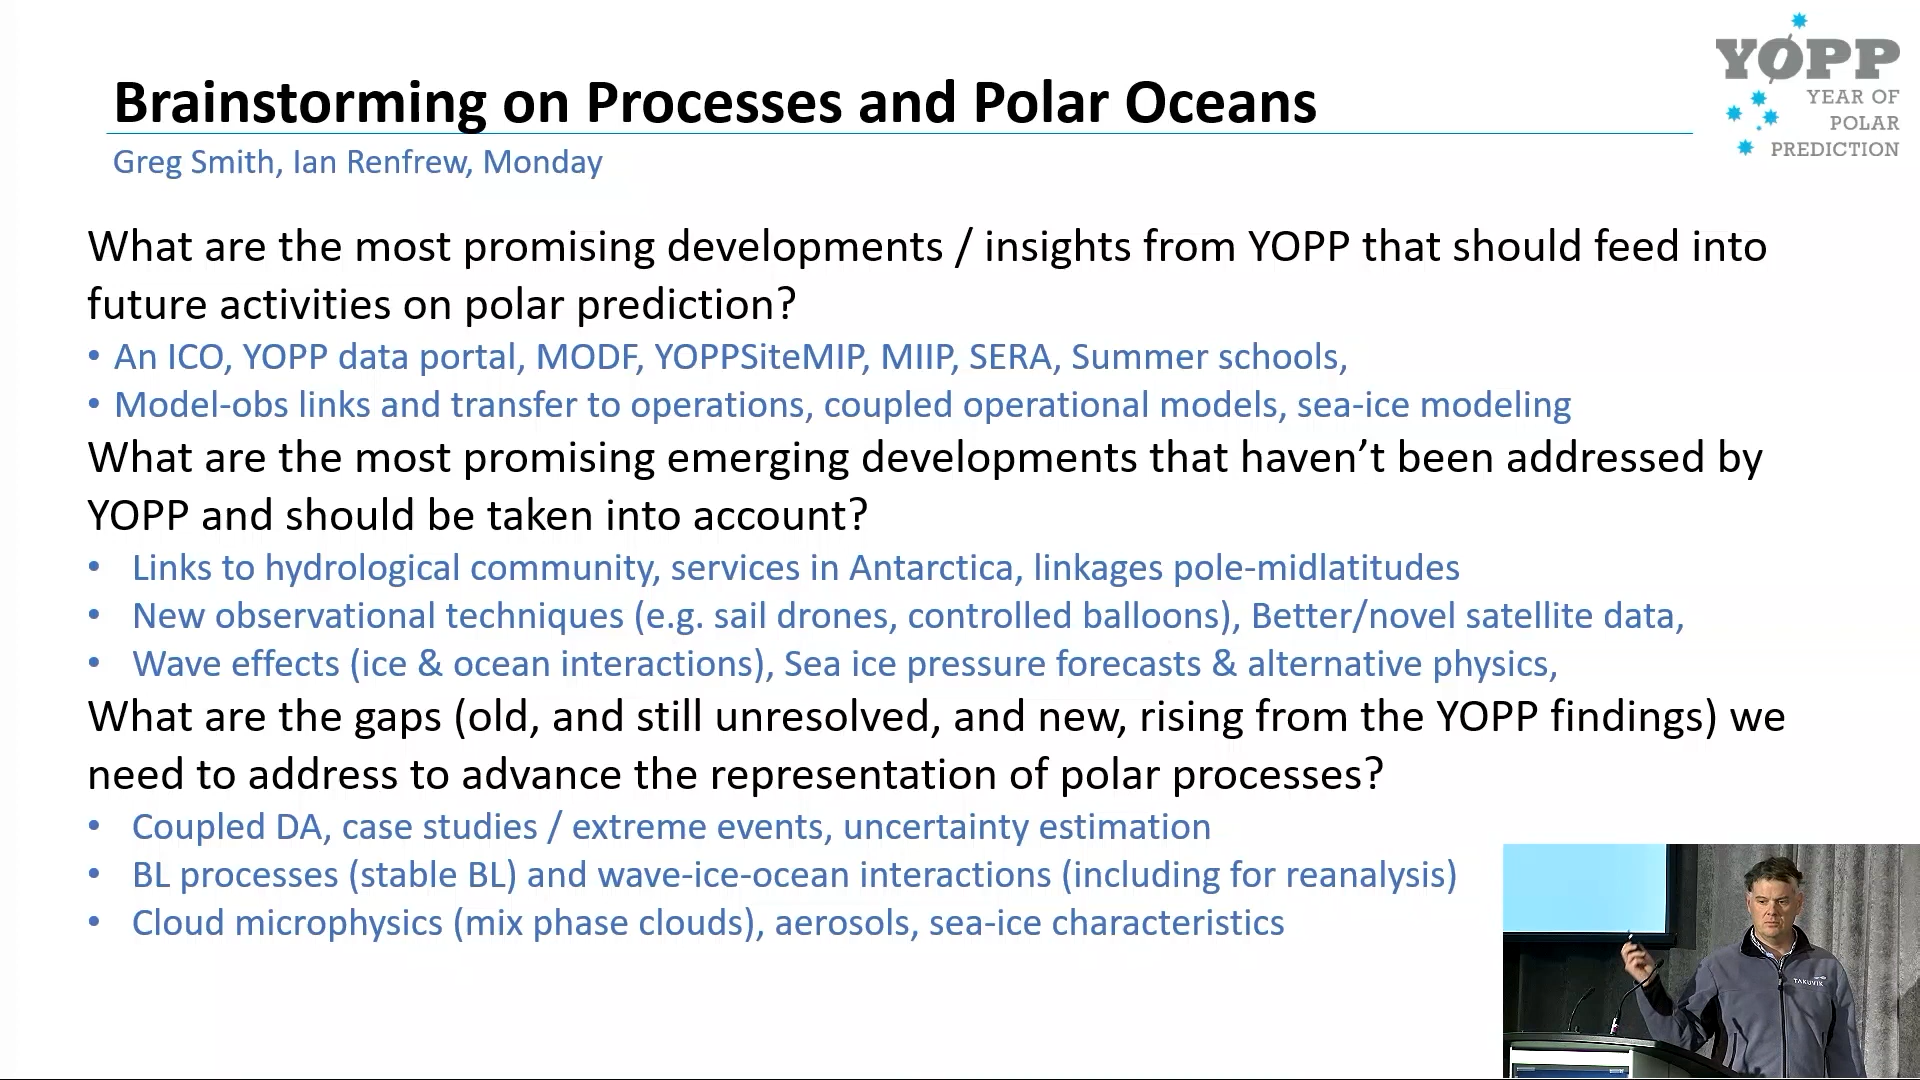 Brainstorming on Processes and Polar Oceans
Greg Smith, Ian Renfrew, Monday
YOPP
YEAR OF
POLAR
PREDICTION
What are the most promising developments / insights from YOPP that should feed into
future activities on polar prediction?
• An ICO, YOPP data portal, MODF, YOPPSiteMIP, MIIP, SERA, Summer schools,
• Model-obs links and transfer to operations, coupled operational models, sea-ice modeling
What are the most promising emerging developments that haven’t been addressed by
YOPP and should be taken into account?
• Links to hydrological community, services in Antarctica, linkages pole-midlatitudes
• New observational techniques (e.g. sail drones, controlled balloons), Better/novel satellite data,
• Wave effects (ice & ocean interactions), Sea ice pressure forecasts & alternative physics,
What are the gaps (old, and still unresolved, and new, rising from the YOPP findings) we
need to address to advance the representation of polar processes?
• Coupled DA, case studies / extreme events, uncertainty estimation
• BL processes (stable BL) and wave-ice-ocean interactions (including for reanalysis)
• Cloud microphysics (mix phase clouds), aerosols, sea-ice characteristics
TAKUVIK